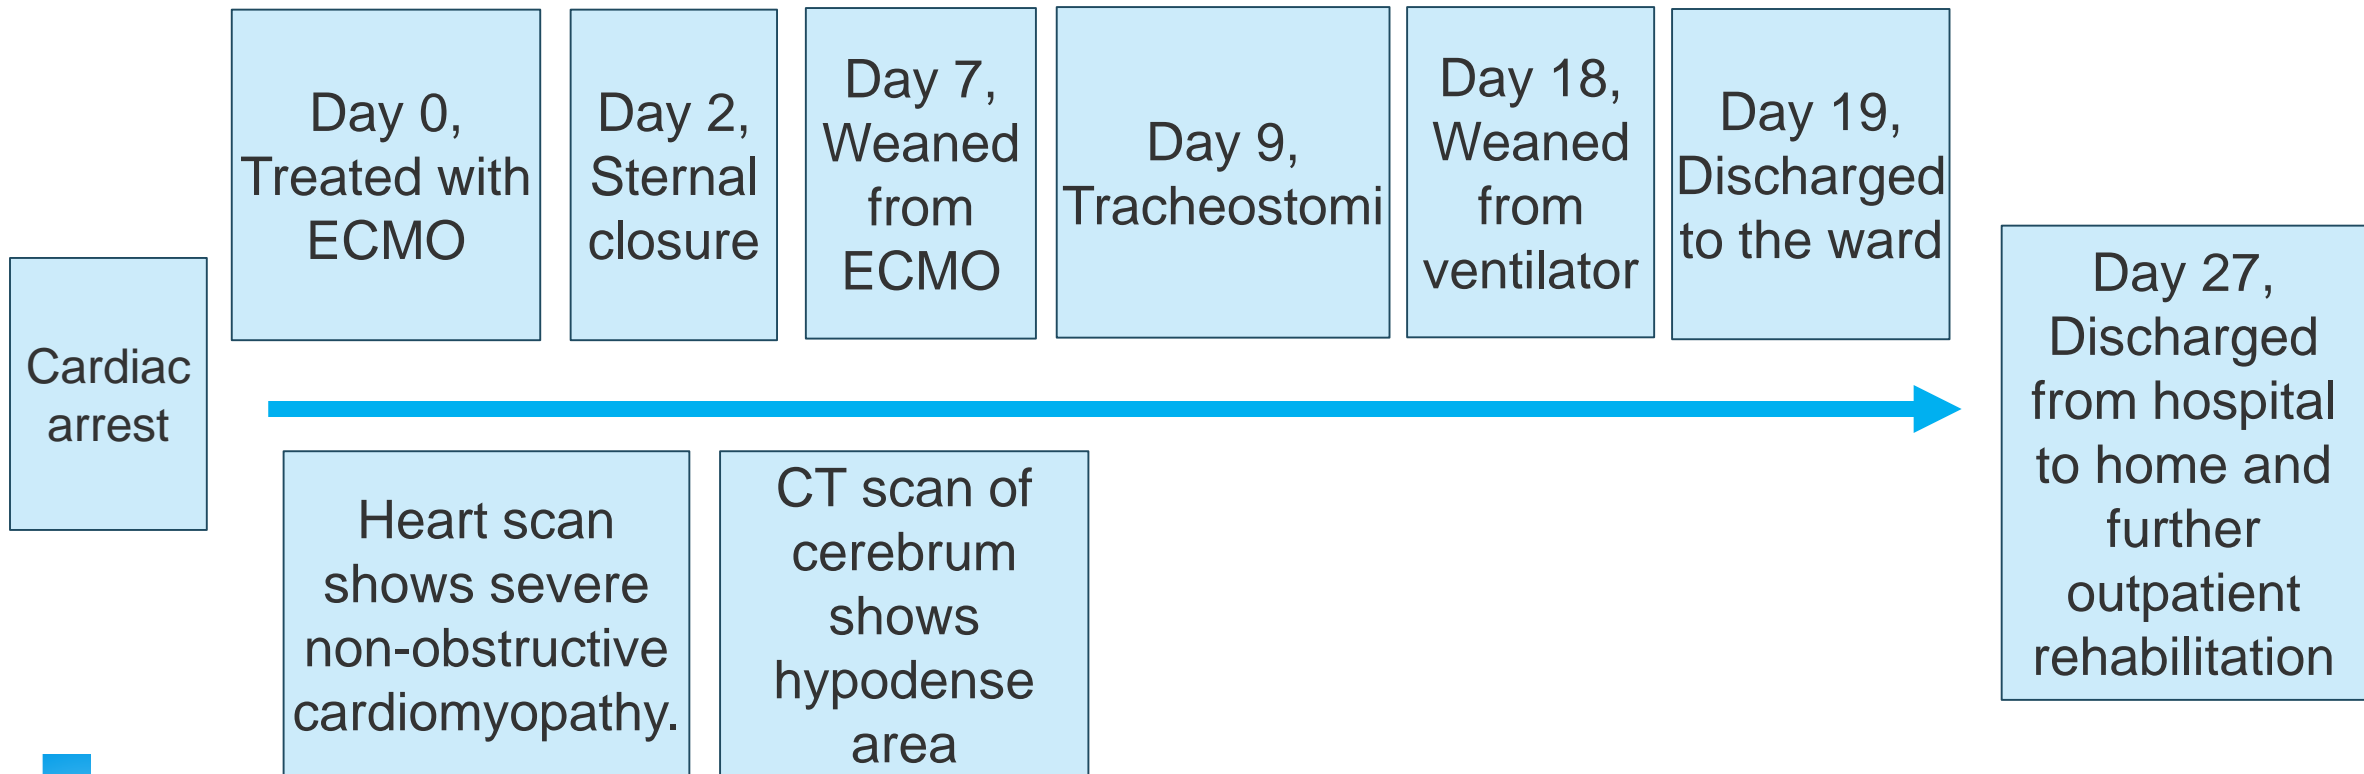 Cardiac
arrest
Day 0,
Treated with
ECMO
Day 2,
Sternal
closure
Day 7,
Weaned
from
ECMO
Day 9,
Tracheostomi
Day 18,
Weaned
from
ventilator
Day 19,
Discharged
to the ward
Day 27,
Discharged
from hospital
to home and
further
outpatient
rehabilitation
Heart scan
shows severe
non-obstructive
cardiomyopathy.
CT scan of
cerebrum
shows
hypodense
area